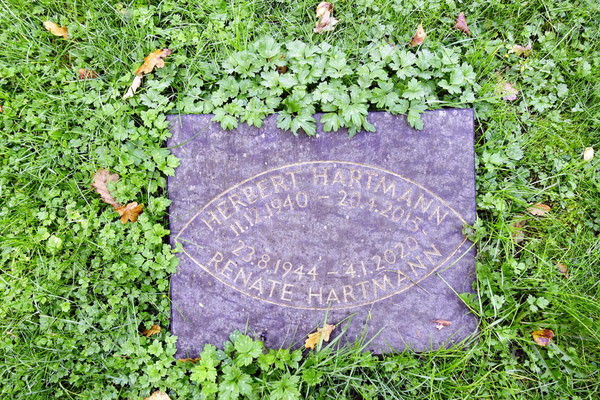 HERBERT HARTMANN
11.12.1940 – 20.4.2015
23.8.1944 – 4.1.2020
RENATE HARTMANN